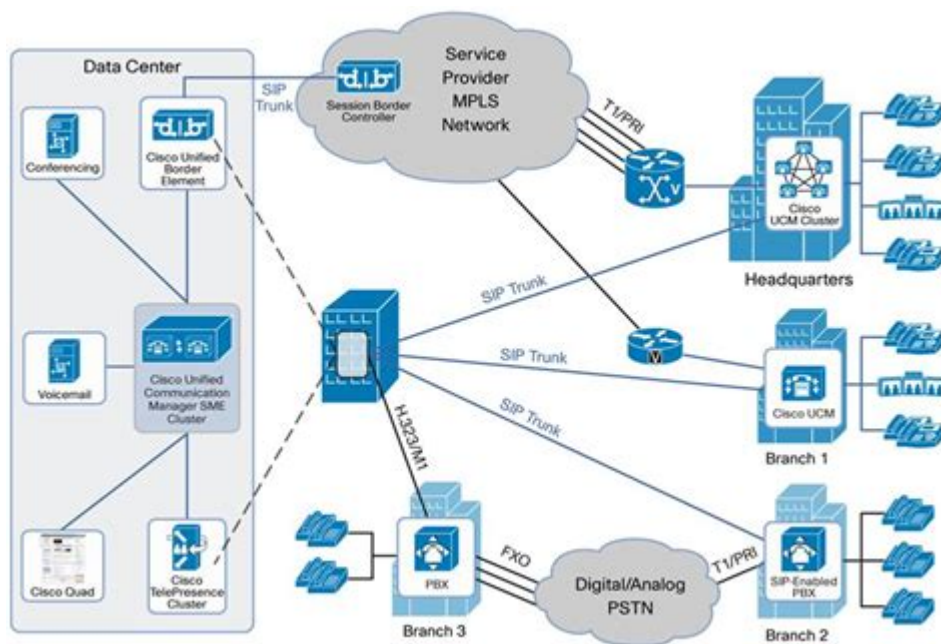 Data Center
Conferencing
Cisco Unified
Border
Element
Voicemail
Cisco Unified
Communication
Manager SME
Cluster
Cisco Quad
Cisco
TelePresence
Cluster
SIP
Trunk
Session Border
Controller
Service
Provider
MPLS
Network
T1/PRI
V
Cisco
UCM Cluster
Headquarters
SIP Trunk
V
SIP Trunk
Cisco UCM
Branch 1
SIP Trunk
H.323/M1
PBX
Branch 3
FXO
Digital/Analog
PSTN
T1/PRI
SIP-Enabled
PBX
Branch 2